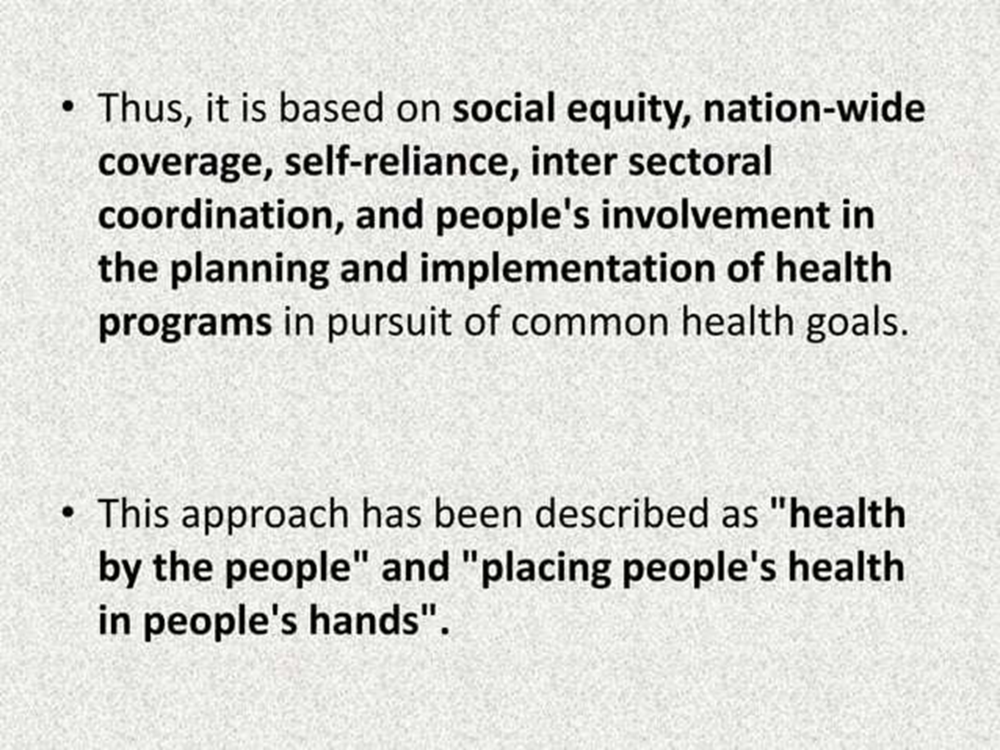 • Thus, it is based on social equity, nation-wide
coverage, self-reliance, inter sectoral
coordination, and people's involvement in
the planning and implementation of health
programs in pursuit of common health goals.
• This approach has been described as "health
by the people" and "placing people's health
in people's hands".